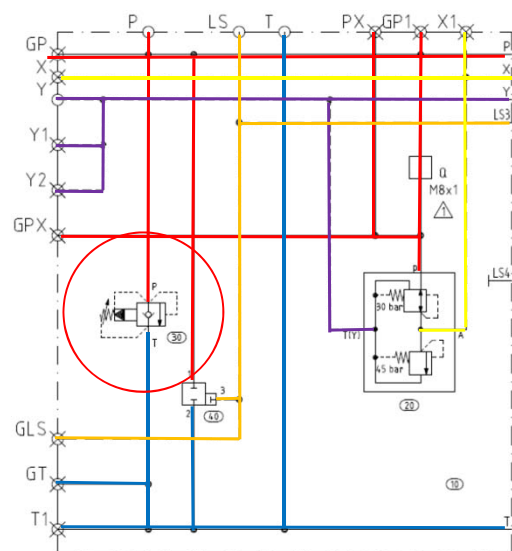 P LS T PX GP1 X1
GP P
X X
Y Y
LS3
Y1
Y2
Ω
M8x1
1
GPX
P
LS4
P
30 bar
T
30
T(Y) A
45 bar
1
3
2 40
20
GLS
GT
10
T1 T